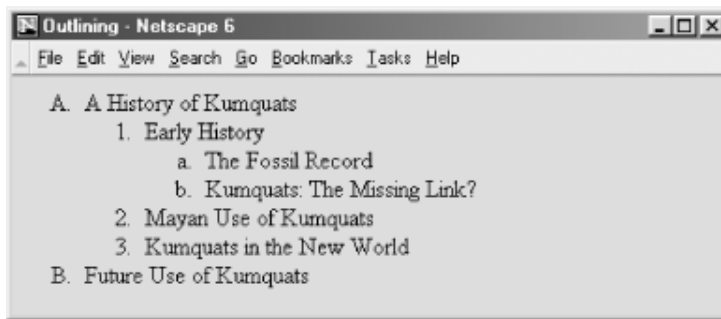 Outlining - Netscape 6
File Edit View Search Go Bookmarks Tasks Help
A. A History of Kumquats
1. Early History
a. The Fossil Record
b. Kumquats: The Missing Link?
2. Mayan Use of Kumquats
3. Kumquats in the New World
B. Future Use of Kumquats